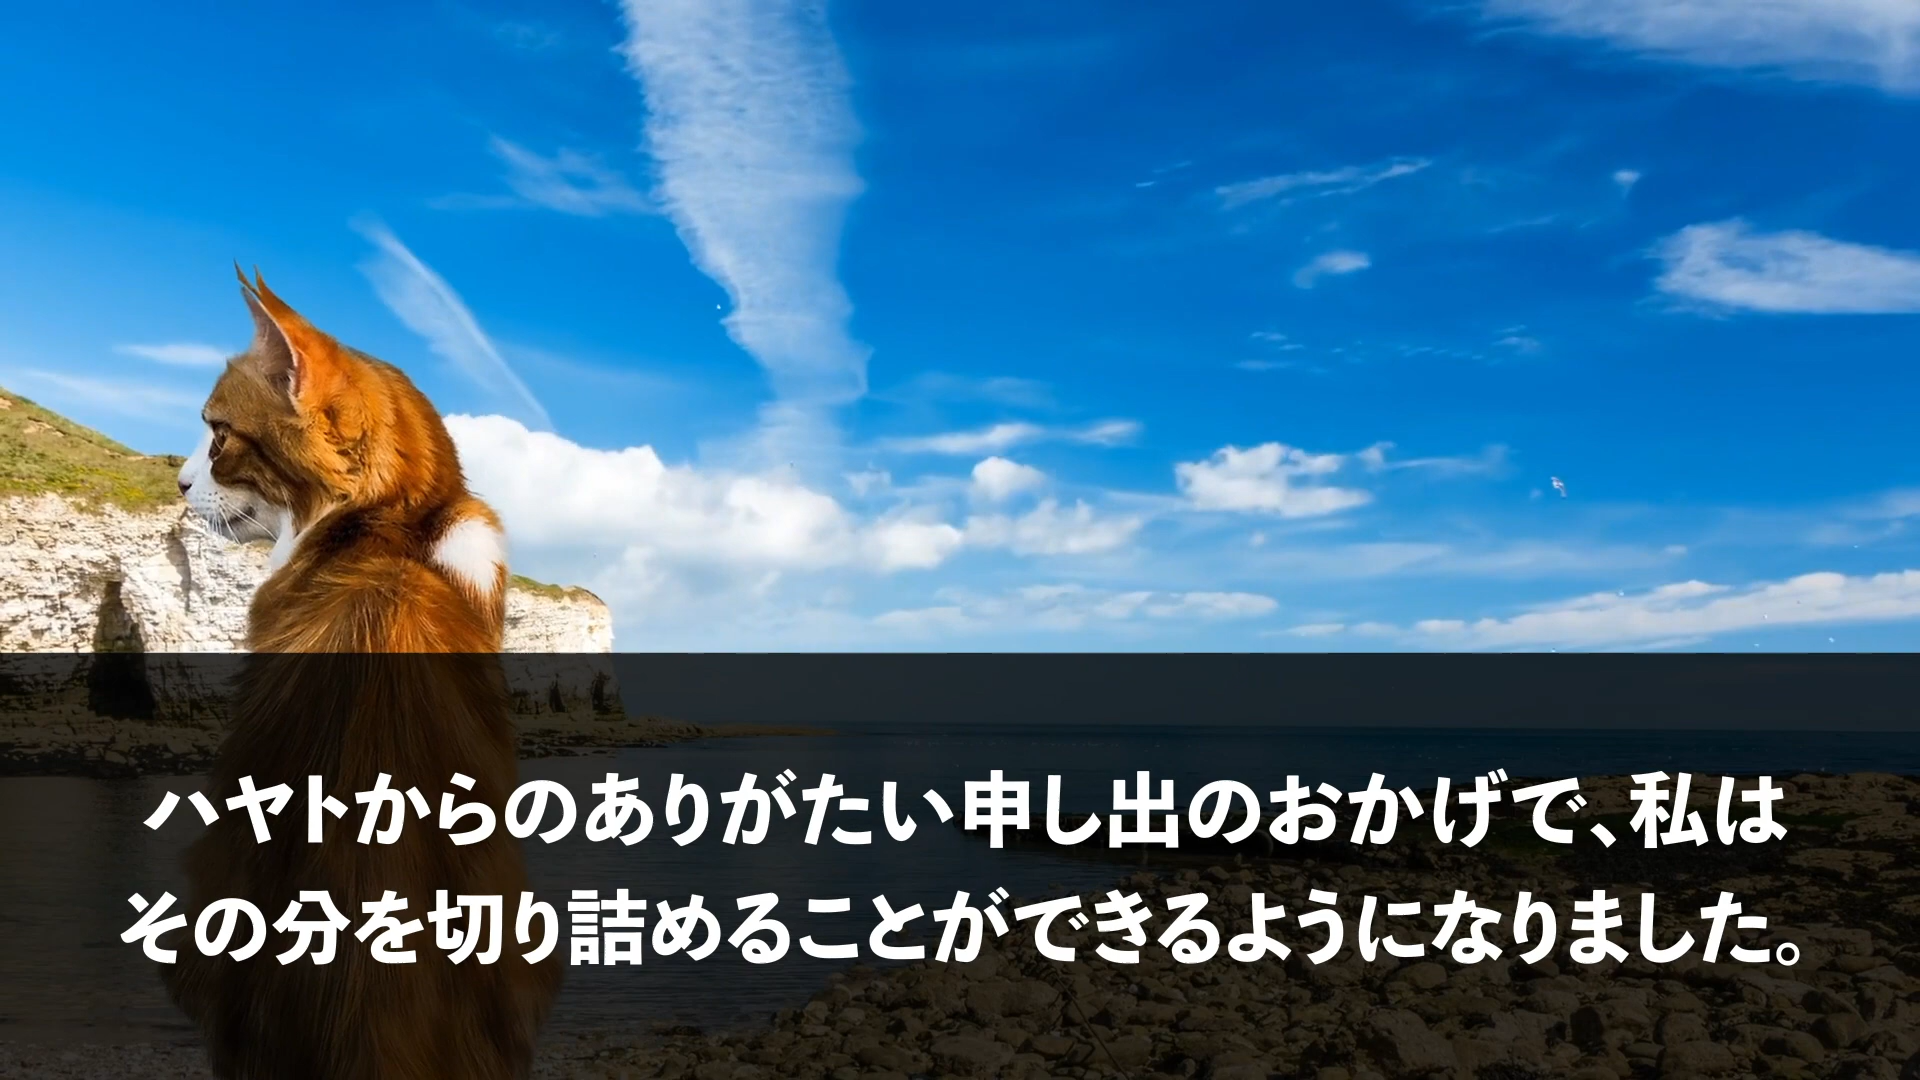 ハヤトからのありがたい申し出のおかげで、私は
その分を切り詰めることができるようになりました。